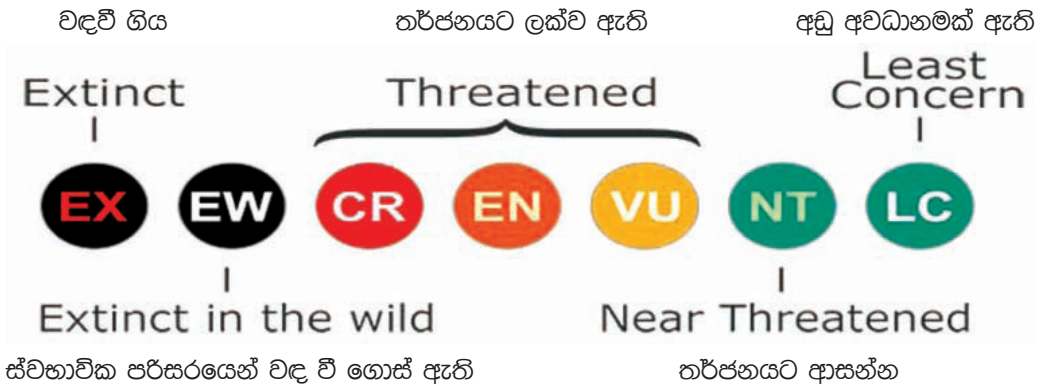 වඳවී ගිය තර්ජනයට ලක්ව ඇති අඩු අවධානමක් ඇති
Extinct Threatened Least Concern
EX EW CR EN VU NT LC
Extinct in the wild Near Threatened
ස්වභාවික පරිසරයෙන් වඳ වී ගොස් ඇති තර්ජනයට ආසන්න